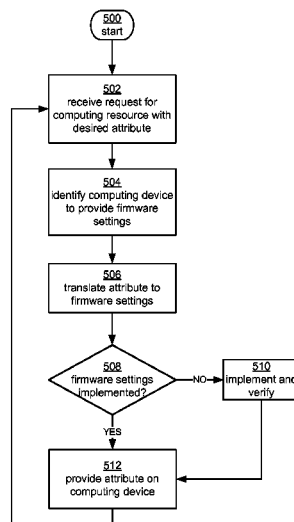 500
start
502
receive request for
computing resource with
desired attribute
504
identify computing device
to provide firmware
settings
506
translate attribute to
firmware settings
508
firmware settings
implemented?
NO
510
implement and
verify
YES
512
provide attribute on
computing device